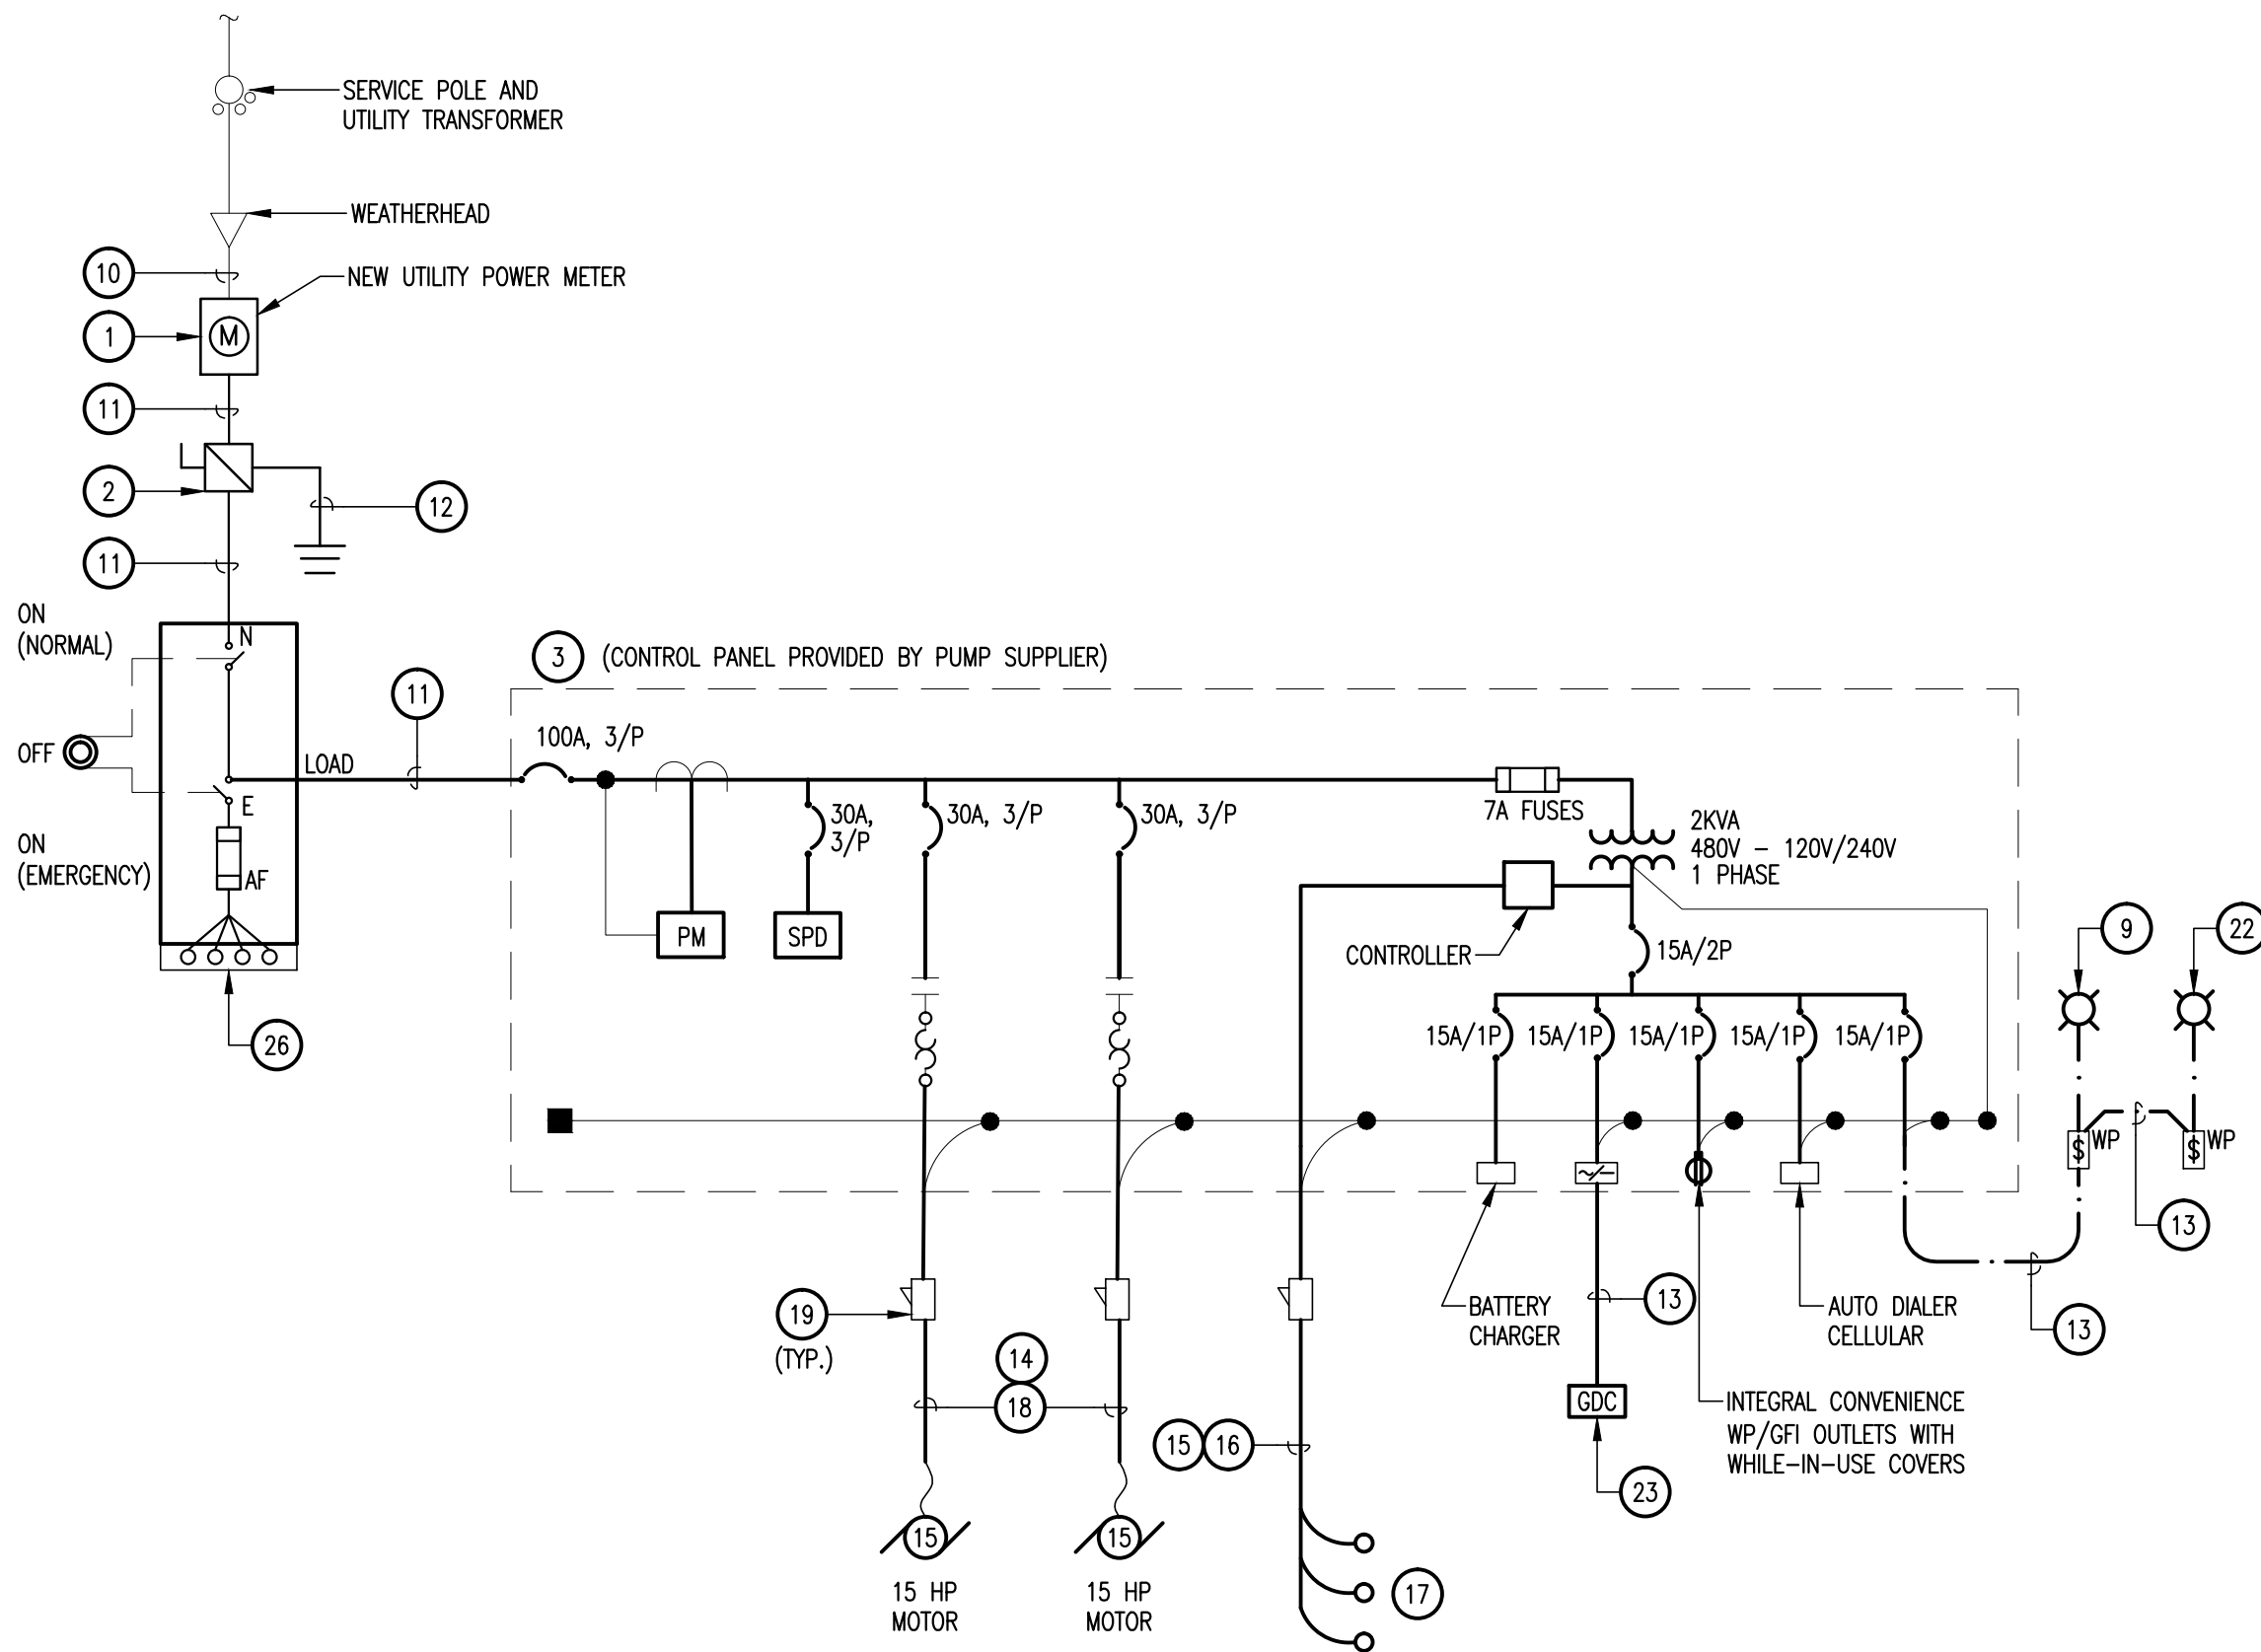 SERVICE POLE AND
UTILITY TRANSFORMER
WEATHERHEAD
10
NEW UTILITY POWER METER
1
M
11
2
12
11
ON
(NORMAL)
N
3
(CONTROL PANEL PROVIDED BY PUMP SUPPLIER)
11
100A, 3/P
OFF
LOAD
E
30A,
3/P
30A, 3/P
30A, 3/P
7A FUSES
2KVA
480V - 120V/240V
1 PHASE
ON
(EMERGENCY)
AF
PM
SPD
CONTROLLER
15A/2P
9
22
26
15A/1P
15A/1P
15A/1P
15A/1P
15A/1P
$
WP
$
WP
13
19
(TYP.)
BATTERY
CHARGER
13
AUTO DIALER
CELLULAR
13
14
18
GDC
INTEGRAL CONVENIENCE
WP/GFI OUTLETS WITH
WHILE-IN-USE COVERS
15
16
23
15
15
15 HP
MOTOR
15 HP
MOTOR
17